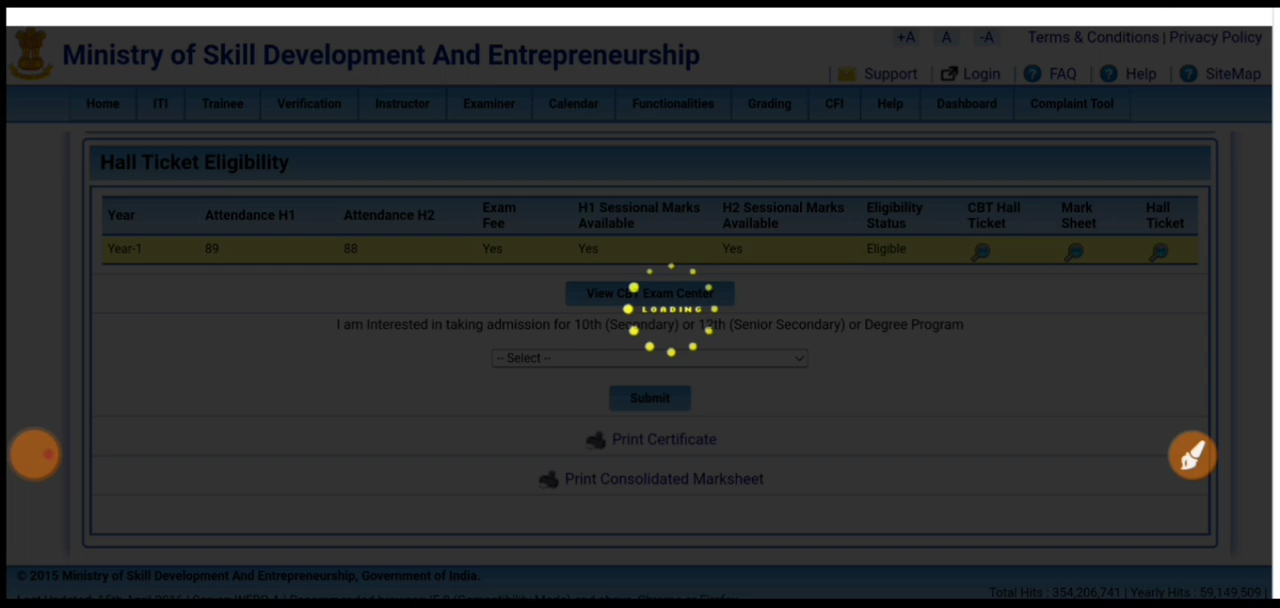 +A A -A Terms & Conditions | Privacy Policy
Ministry of Skill Development And Entrepreneurship
| Support | Login | FAQ | Help | SiteMap
Home ITI Trainee Verification Instructor Examiner Calendar Functionalities Grading CFI Help Dashboard Complaint Tool
Hall Ticket Eligibility
Year Attendance H1 Attendance H2 Exam Fee H1 Sessional Marks Available H2 Sessional Marks Available Eligibility Status CBT Hall Ticket Mark Sheet Hall Ticket
Year-1 89 88 Yes Yes Yes Eligible
View CBT Exam Center
LOADING
I am Interested in taking admission for 10th (Secondary) or 12th (Senior Secondary) or Degree Program
-- Select --
Submit
Print Certificate
Print Consolidated Marksheet
© 2015 Ministry of Skill Development And Entrepreneurship, Government of India.
Total Hits : 354,206,741 | Yearly Hits : 59,149,509 |